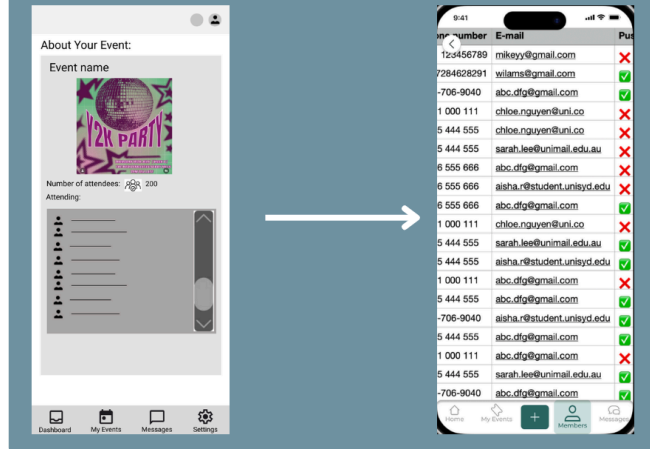 About Your Event:
Event name
Y2K PARTY
Number of attendees: 200
Attending:
Dashboard My Events Messages Settings
9:41
one number E-mail Pus
123456789 mikeyy@gmail.com
7284628291 wilams@gmail.com
-706-9040 abc.dfg@gmail.com
1 000 111 chloe.nguyen@uni.co
5 444 555 chloe.nguyen@uni.co
5 444 555 sarah.lee@unimail.edu.au
6 555 666 abc.dfg@gmail.com
6 555 666 aisha.r@student.unisyd.edu
6 555 666 abc.dfg@gmail.com
1 000 111 chloe.nguyen@uni.co
5 444 555 sarah.lee@unimail.edu.au
5 444 555 aisha.r@student.unisyd.edu
1 000 111 abc.dfg@gmail.com
5 444 555 abc.dfg@gmail.com
-706-9040 aisha.r@student.unisyd.edu
5 444 555 abc.dfg@gmail.com
1 000 111 abc.dfg@gmail.com
5 444 555 sarah.lee@unimail.edu.au
-706-9040 abc.dfg@gmail.com
Home My Events + Members Messages